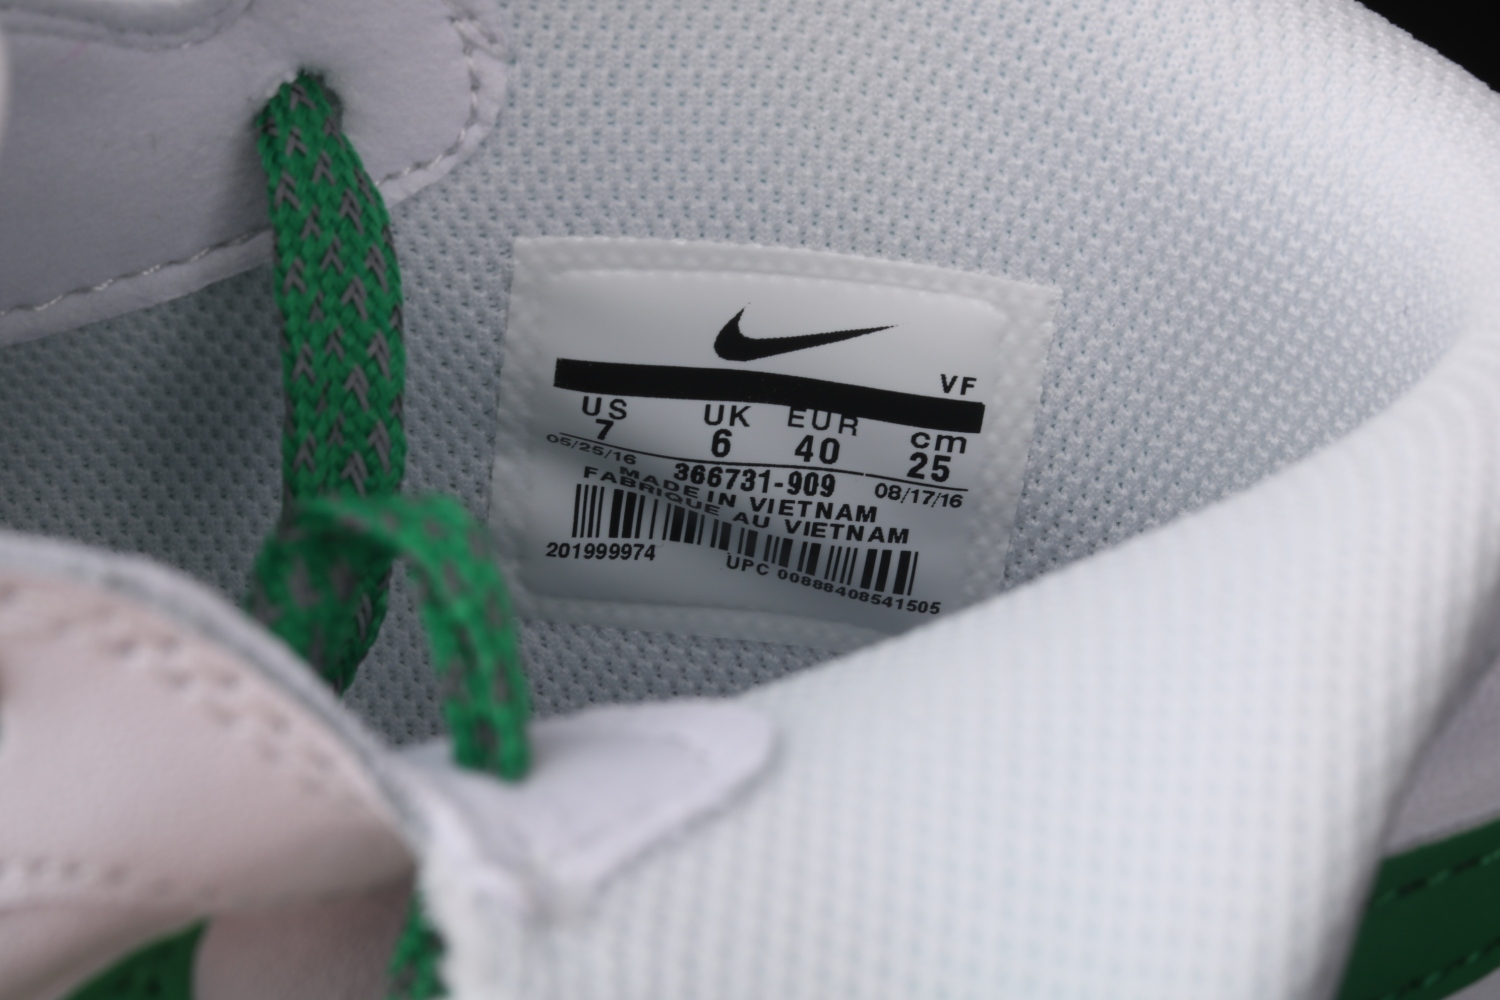 VF
US UK EUR cm
7 6 40 25
05/25/16 366731-909 08/17/16
MADE IN VIETNAM
FABRIQUE AU VIETNAM
201999974 UPC 00888408541505